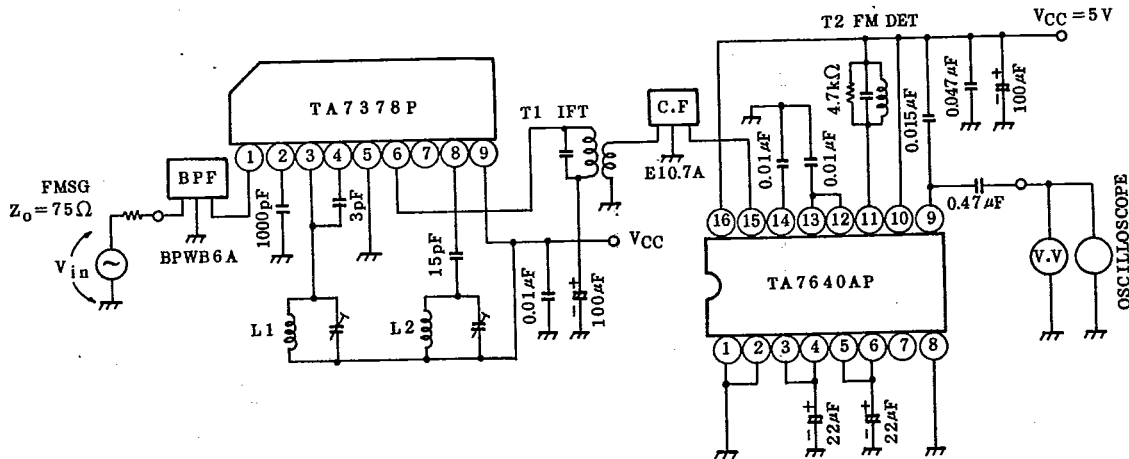 T2 FM DET
VCC=5V
TA7378P
T1 IFT
C.F
E10.7A
4.7kΩ
0.015μF
0.047μF
100μF
0.01μF
0.01μF
1 2 3 4 5 6 7 8 9
BPF
FMSG
Zo=75Ω
BPWB6A
Vin
1000pF
3pF
15pF
VCC
0.01μF
100μF
L1
L2
16 15 14 13 12 11 10 9
0.47μF
TA7640AP
V.V
OSCILLOSCOPE
1 2 3 4 5 6 7 8
22μF
22μF